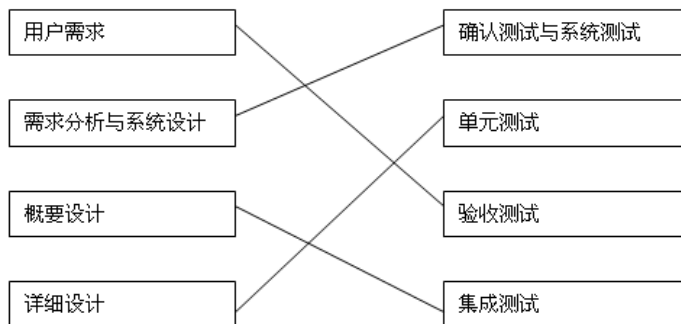 用户需求
确认测试与系统测试
需求分析与系统设计
单元测试
概要设计
验收测试
详细设计
集成测试